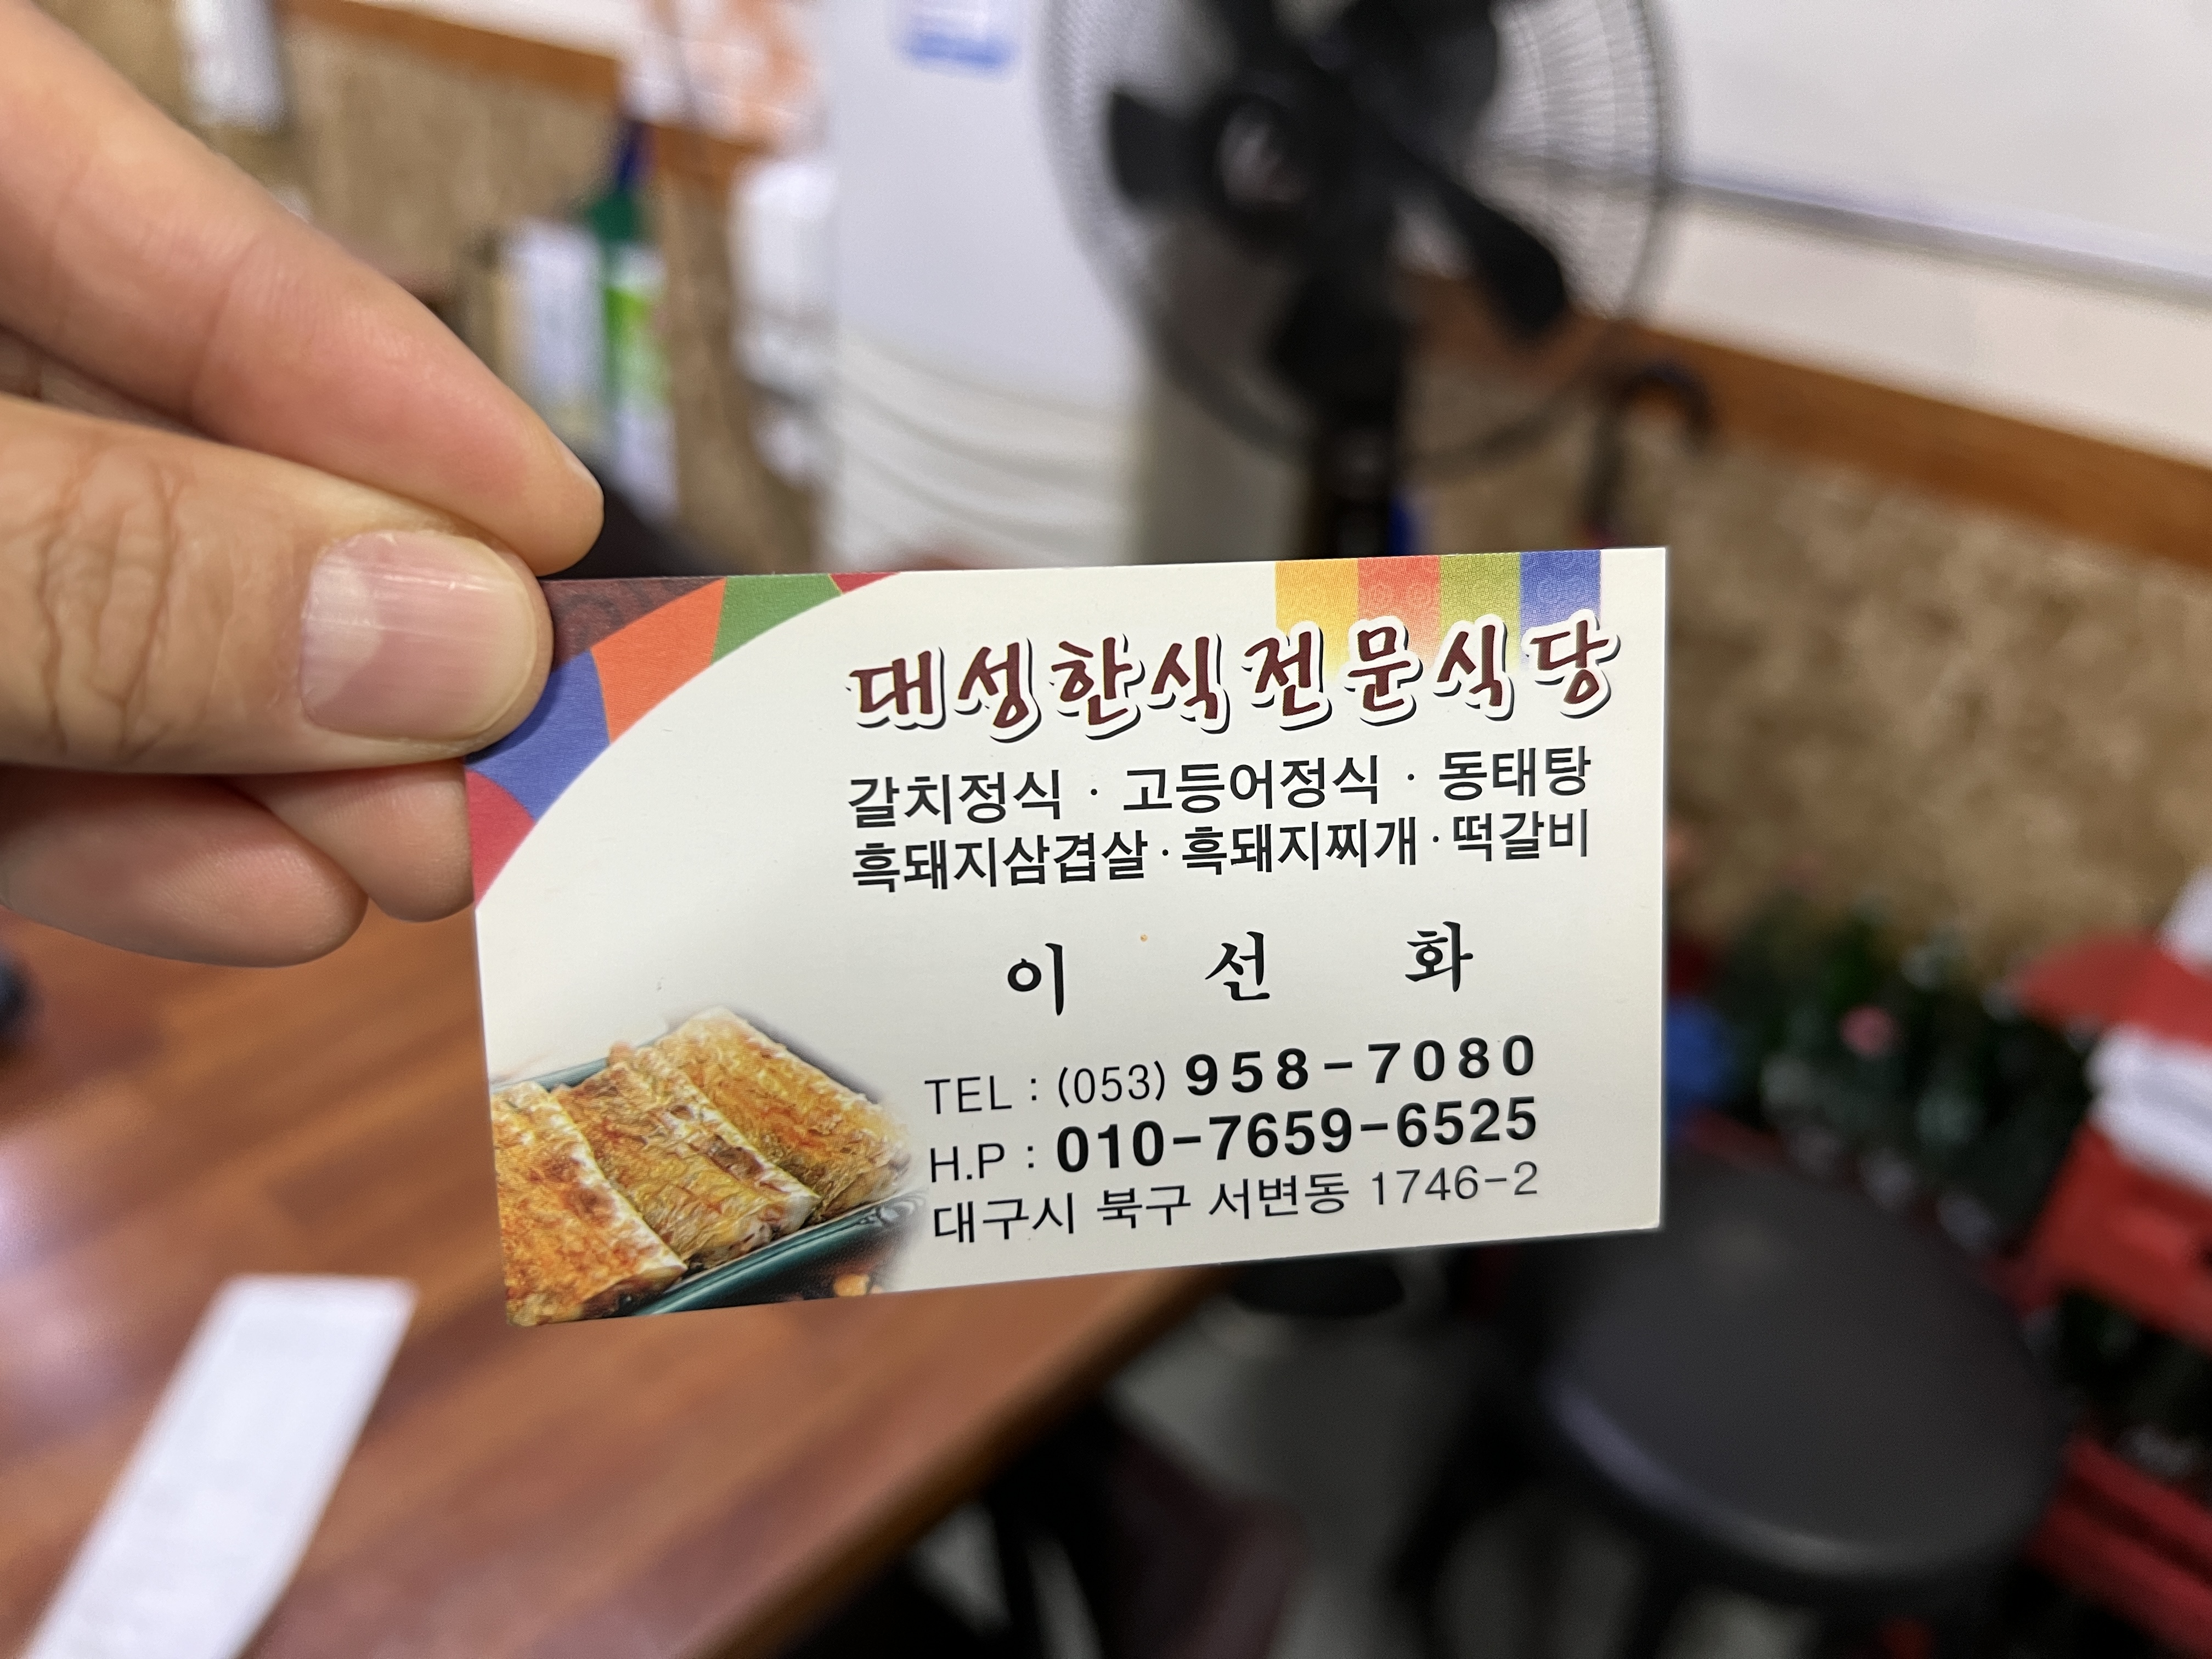 대성한식전문식당
갈치정식 · 고등어정식 · 동태탕
흑돼지삼겹살 · 흑돼지찌개 · 떡갈비
이 선 화
TEL : (053) 958-7080
H.P : 010-7659-6525
대구시 북구 서변동 1746-2